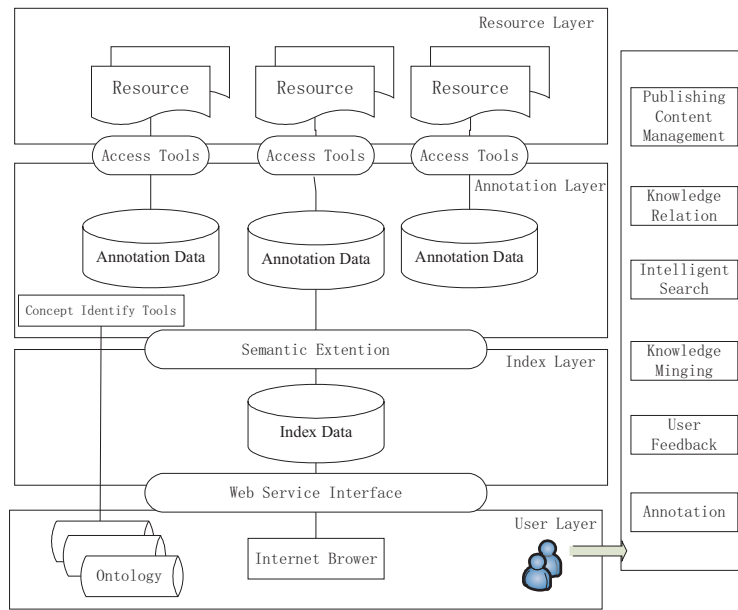 Resource Layer
Resource
Resource
Resource
Access Tools
Access Tools
Access Tools
Annotation Layer
Annotation Data
Annotation Data
Annotation Data
Concept Identify Tools
Semantic Extention
Index Layer
Index Data
Web Service Interface
User Layer
Internet Brower
Ontology
Publishing
Content
Management
Knowledge
Relation
Intelligent
Search
Knowledge
Minging
User
Feedback
Annotation